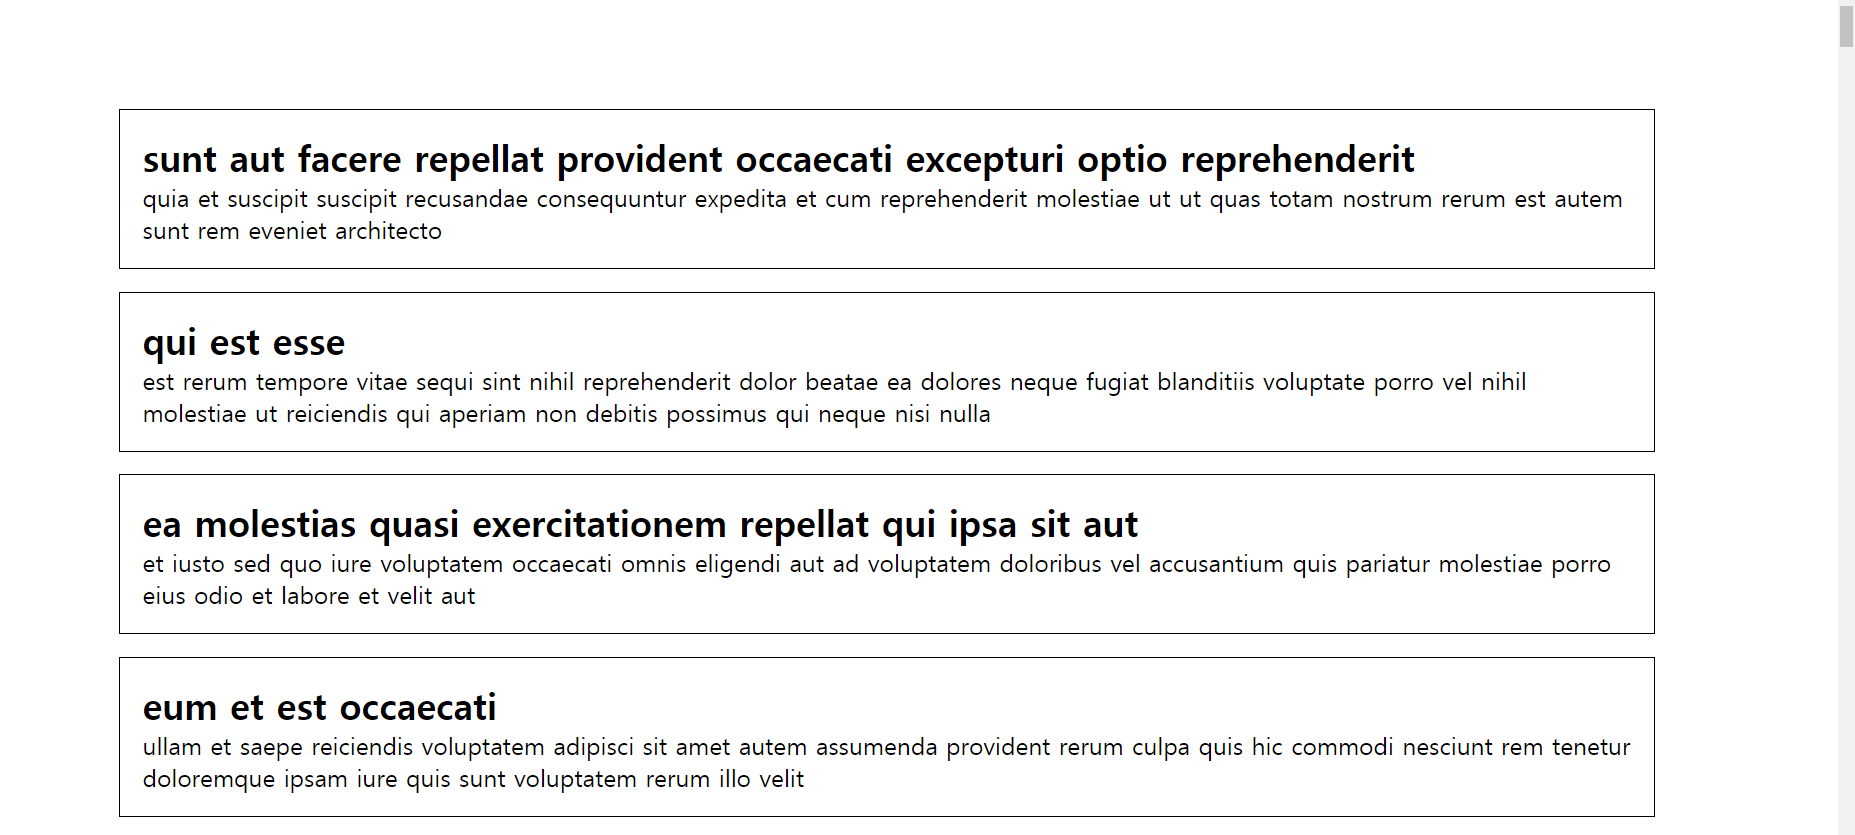 sunt aut facere repellat provident occaecati excepturi optio reprehenderit
quia et suscipit suscipit recusandae consequuntur expedita et cum reprehenderit molestiae ut ut quas totam nostrum rerum est autem
sunt rem eveniet architecto
qui est esse
est rerum tempore vitae sequi sint nihil reprehenderit dolor beatae ea dolores neque fugiat blanditiis voluptate porro vel nihil
molestiae ut reiciendis qui aperiam non debitis possimus qui neque nisi nulla
ea molestias quasi exercitationem repellat qui ipsa sit aut
et iusto sed quo iure voluptatem occaecati omnis eligendi aut ad voluptatem doloribus vel accusantium quis pariatur molestiae porro
eius odio et labore et velit aut
eum et est occaecati
ullam et saepe reiciendis voluptatem adipisci sit amet autem assumenda provident rerum culpa quis hic commodi nesciunt rem tenetur
doloremque ipsam iure quis sunt voluptatem rerum illo velit